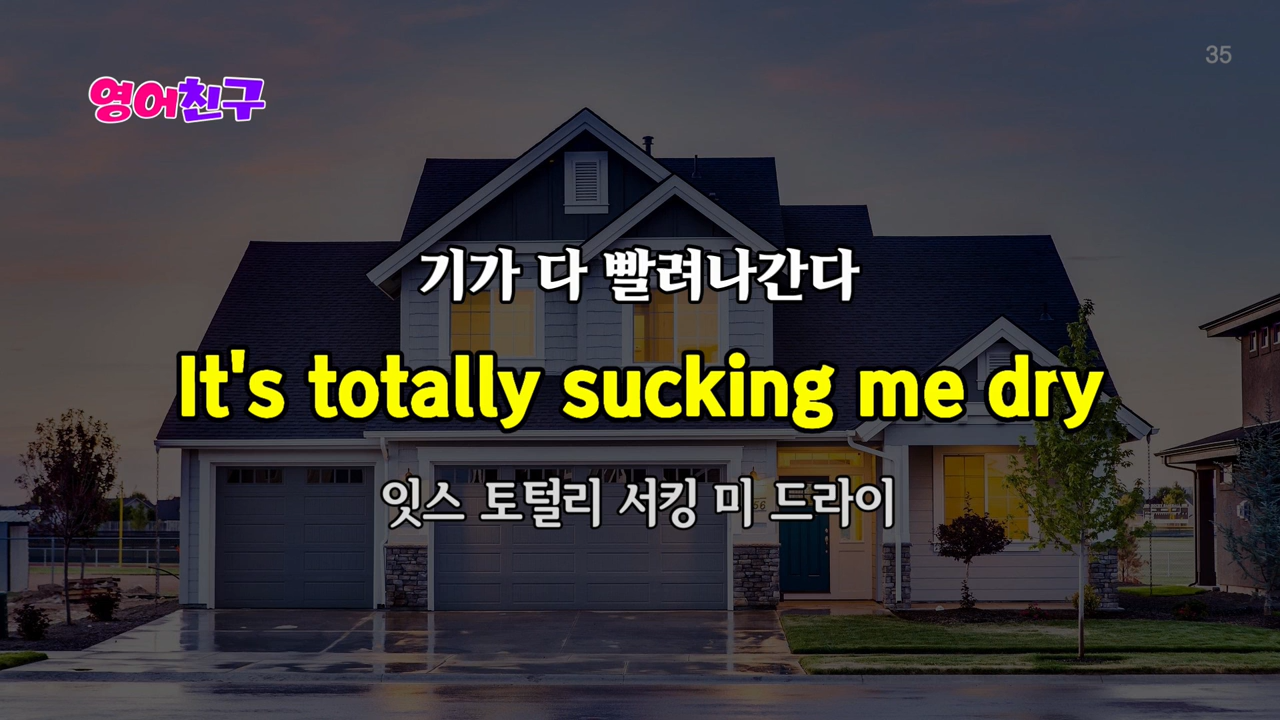 35
영어친구
기가 다 빨려나간다
It's totally sucking me dry
잇스 토털리 서킹 미 드라이